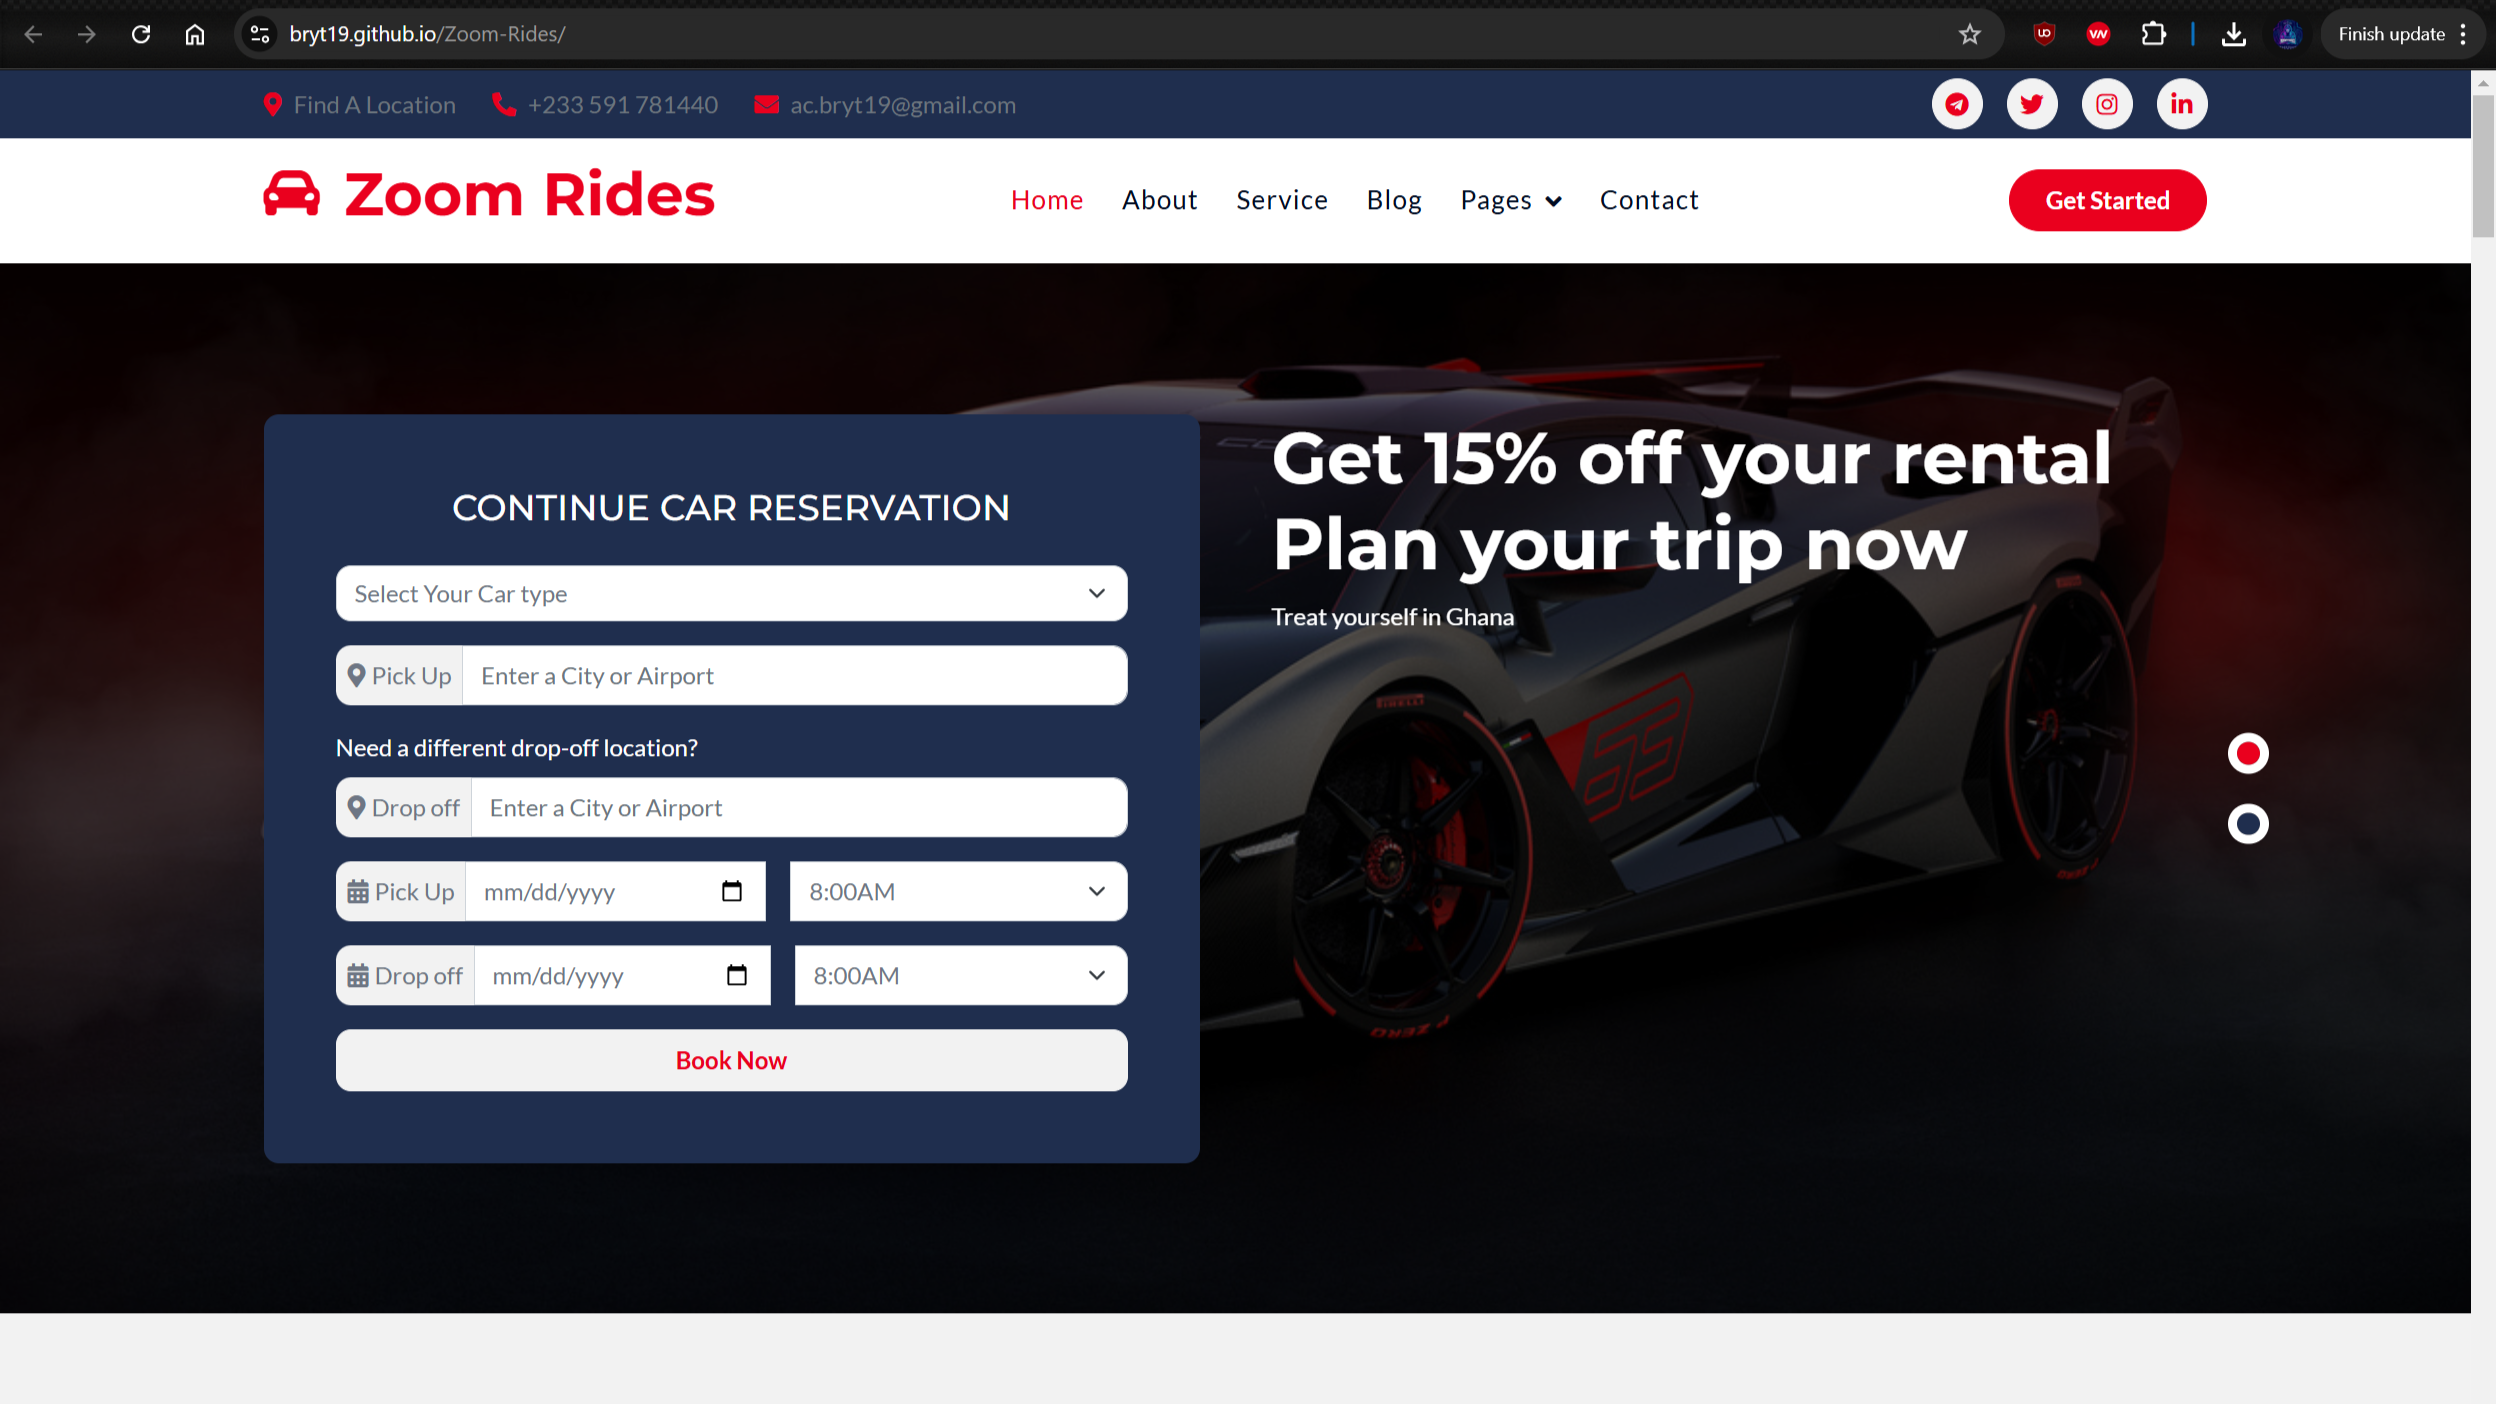 bryt19.github.io/Zoom-Rides/
Finish update
Find A Location +233 591 781440 ac.bryt19@gmail.com
Zoom Rides
Home About Service Blog Pages Contact
Get Started
CONTINUE CAR RESERVATION
Select Your Car type
Pick Up Enter a City or Airport
Need a different drop-off location?
Drop off Enter a City or Airport
Pick Up mm/dd/yyyy 8:00AM
Drop off mm/dd/yyyy 8:00AM
Book Now
Get 15% off your rental
Plan your trip now
Treat yourself in Ghana
63
PIRELLI
P ZERO